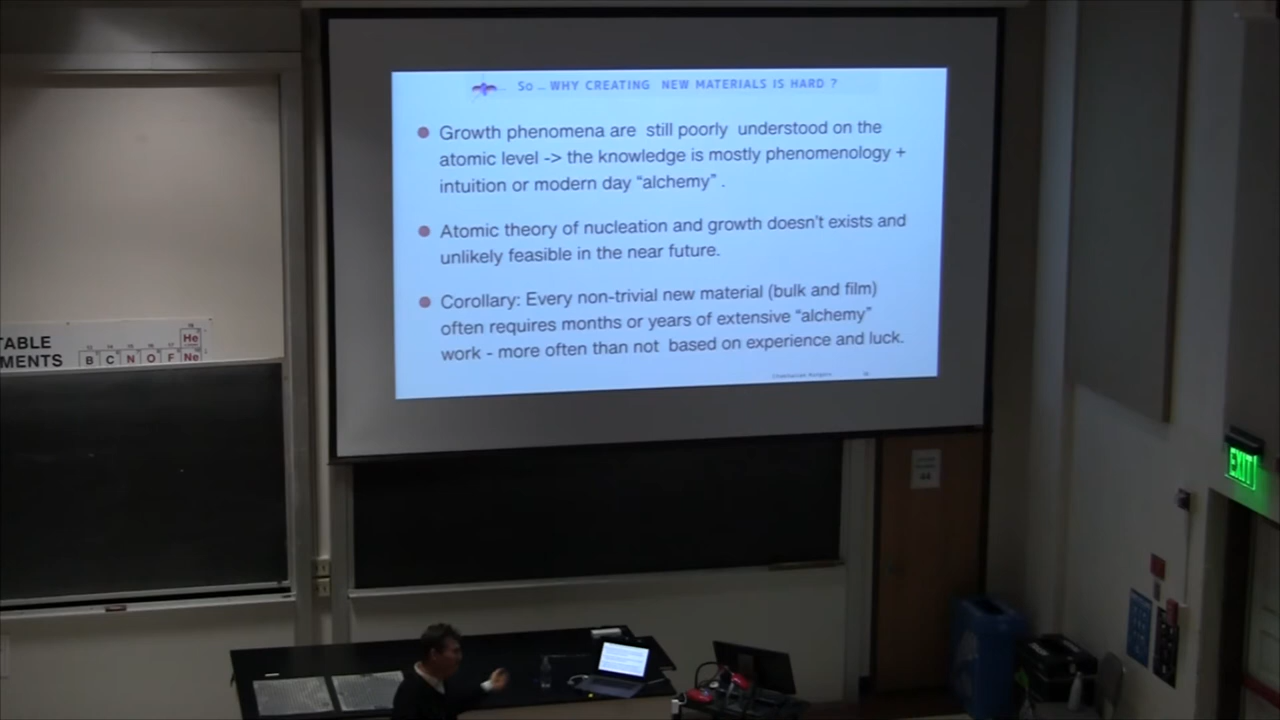 So … WHY CREATING NEW MATERIALS IS HARD ?
Growth phenomena are still poorly understood on the
atomic level -> the knowledge is mostly phenomenology +
intuition or modern day “alchemy” .
Atomic theory of nucleation and growth doesn’t exists and
unlikely feasible in the near future.
Corollary: Every non-trivial new material (bulk and film)
often requires months or years of extensive “alchemy”
work - more often than not based on experience and luck.
TABLE
MENTS
He
B C N O F Ne
EXIT